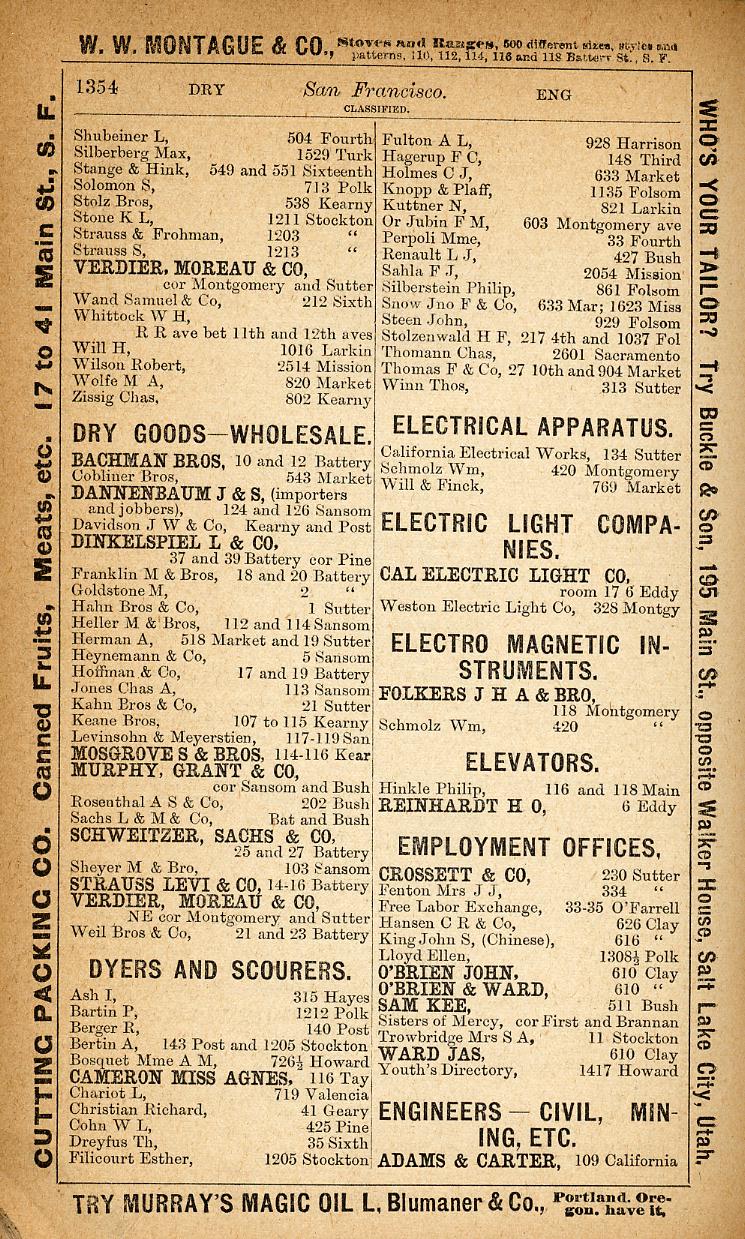 W. W. MONTAGUE & CO., Stoves and Ranges, 500 different sizes, styles and
patterns, 110, 112, 114, 116 and 118 Battery St., S. F.
CUTTING PACKING CO. Canned Fruits, Meats, etc. 17 to 41 Main St., S. F.
1354 DRY San Francisco. ENG
CLASSIFIED.
Shubeiner L, 504 Fourth
Silberberg Max, 1529 Turk
Stange & Hink, 549 and 551 Sixteenth
Solomon S, 713 Polk
Stolz Bros, 538 Kearny
Stone K L, 1211 Stockton
Strauss & Frohman, 1203 “
Strauss S, 1213 “
VERDIER, MOREAU & CO,
cor Montgomery and Sutter
Wand Samuel & Co, 212 Sixth
Whittock W H,
R R ave bet 11th and 12th aves
Will H, 1016 Larkin
Wilson Robert, 2514 Mission
Wolfe M A, 820 Market
Zissig Chas, 802 Kearny
DRY GOODS—WHOLESALE.
BACHMAN BROS, 10 and 12 Battery
Cobliner Bros, 543 Market
DANNENBAUM J & S, (importers
and jobbers), 124 and 126 Sansom
Davidson J W & Co, Kearny and Post
DINKELSPIEL L & CO,
37 and 39 Battery cor Pine
Franklin M & Bros, 18 and 20 Battery
Goldstone M, 2 “
Hahn Bros & Co, 1 Sutter
Heller M & Bros, 112 and 114 Sansom
Herman A, 518 Market and 19 Sutter
Heynemann & Co, 5 Sansom
Hoffman & Co, 17 and 19 Battery
Jones Chas A, 113 Sansom
Kahn Bros & Co, 21 Sutter
Keane Bros, 107 to 115 Kearny
Levinsohn & Meyerstien, 117-119 San
MOSGROVE S & BROS, 114-116 Kear
MURPHY, GRANT & CO,
cor Sansom and Bush
Rosenthal A S & Co, 202 Bush
Sachs L & M & Co, Bat and Bush
SCHWEITZER, SACHS & CO,
25 and 27 Battery
Sheyer M & Bro, 103 Sansom
STRAUSS LEVI & CO, 14-16 Battery
VERDIER, MOREAU & CO,
NE cor Montgomery and Sutter
Weil Bros & Co, 21 and 23 Battery
DYERS AND SCOURERS.
Ash I, 315 Hayes
Bartin P, 1212 Polk
Berger R, 140 Post
Bertin A, 143 Post and 1205 Stockton
Bosquet Mme A M, 726½ Howard
CAMERON MISS AGNES, 116 Tay
Chariot L, 719 Valencia
Christian Richard, 41 Geary
Cohn W L, 425 Pine
Dreyfus Th, 35 Sixth
Filicourt Esther, 1205 Stockton
Fulton A L, 928 Harrison
Hagerup F C, 148 Third
Holmes C J, 633 Market
Knopp & Plaff, 1135 Folsom
Kuttner N, 821 Larkin
Or Jubin F M, 603 Montgomery ave
Perpoli Mme, 33 Fourth
Renault L J, 427 Bush
Sahla F J, 2054 Mission
Silberstein Philip, 861 Folsom
Snow Jno F & Co, 633 Mar; 1623 Miss
Steen John, 929 Folsom
Stolzenwald H F, 217 4th and 1037 Fol
Thomann Chas, 2601 Sacramento
Thomas F & Co, 27 10th and 904 Market
Winn Thos, 313 Sutter
ELECTRICAL APPARATUS.
California Electrical Works, 134 Sutter
Schmolz Wm, 420 Montgomery
Will & Finck, 769 Market
ELECTRIC LIGHT COMPA-
NIES.
CAL ELECTRIC LIGHT CO,
room 17 6 Eddy
Weston Electric Light Co, 328 Montgy
ELECTRO MAGNETIC IN-
STRUMENTS.
FOLKERS J H A & BRO,
118 Montgomery
Schmolz Wm, 420 “
ELEVATORS.
Hinkle Philip, 116 and 118 Main
REINHARDT H O, 6 Eddy
EMPLOYMENT OFFICES,
CROSSETT & CO, 230 Sutter
Fenton Mrs J J, 334 “
Free Labor Exchange, 33-35 O'Farrell
Hansen C R & Co, 626 Clay
King John S, (Chinese), 616 “
Lloyd Ellen, 1308½ Polk
O'BRIEN JOHN, 610 Clay
O'BRIEN & WARD, 610 “
SAM KEE, 511 Bush
Sisters of Mercy, cor First and Brannan
Trowbridge Mrs S A, 11 Stockton
WARD JAS, 610 Clay
Youth's Directory, 1417 Howard
ENGINEERS — CIVIL, MIN-
ING, ETC.
ADAMS & CARTER, 109 California
WHO'S YOUR TAILOR? Try Buckle & Son, 195 Main St., opposite Walker House, Salt Lake City, Utah.
TRY MURRAY'S MAGIC OIL L, Blumaner & Co., Portland. Ore-
gon. have it,